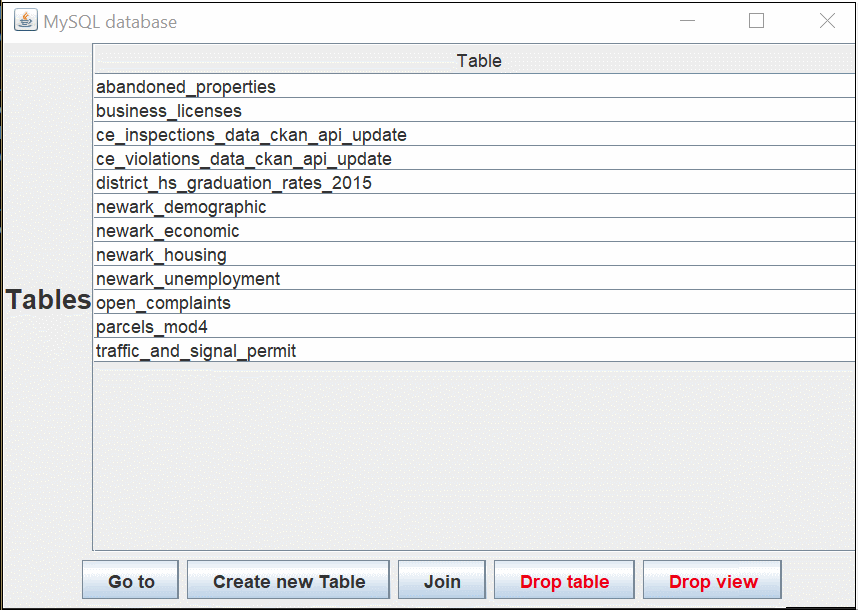 MySQL database
Table
abandoned_properties
business_licenses
ce_inspections_data_ckan_api_update
ce_violations_data_ckan_api_update
district_hs_graduation_rates_2015
newark_demographic
newark_economic
newark_housing
newark_unemployment
Tables
open_complaints
parcels_mod4
traffic_and_signal_permit
Go to Create new Table Join Drop table Drop view